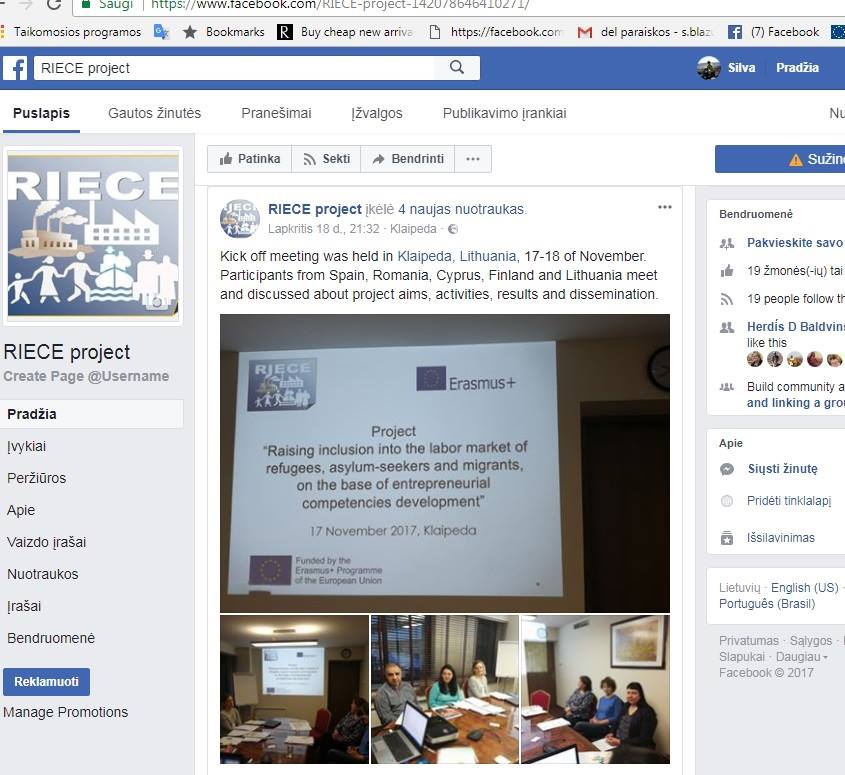 Saugi
https://www.facebook.com/RIECE-project-142078646410271/
Taikomosios programos
Bookmarks
R
Buy cheap new arriva
https://facebook.com
del paraiskos - s.blaz
(7) Facebook
f
RIECE project
Silva
Pradžia
Puslapis
Gautos žinutės
Pranešimai
Įžvalgos
Publikavimo įrankiai
Nu
RIECE
RIECE project
Create Page @Username
Pradžia
Įvykiai
Peržiūros
Apie
Vaizdo įrašai
Nuotraukos
Įrašai
Bendruomenė
Reklamuoti
Manage Promotions
Patinka
Sekti
Bendrinti
...
RIECE project įkėlė 4 naujas nuotraukas.
Lapkritis 18 d., 21:32 · Klaipeda ·
Kick off meeting was held in Klaipeda, Lithuania, 17-18 of November.
Participants from Spain, Romania, Cyprus, Finland and Lithuania meet
and discussed about project aims, activities, results and dissemination.
RIECE
Erasmus+
Project
“Raising inclusion into the labor market of
refugees, asylum-seekers and migrants,
on the base of entrepreneurial
competencies development”
17 November 2017, Klaipeda
Funded by the
Erasmus+ Programme
of the European Union
Sužino
Bendruomenė
Pakvieskite savo
19 žmonės(-ių) tai
19 people follow th
Herdís D Baldvins
like this
Build community a
and linking a grou
Apie
Siųsti žinutę
Pridėti tinklalapį
Išsilavinimas
Lietuvių · English (US) ·
Português (Brasil)
Privatumas · Sąlygos ·
Slapukai · Daugiau
Facebook © 2017